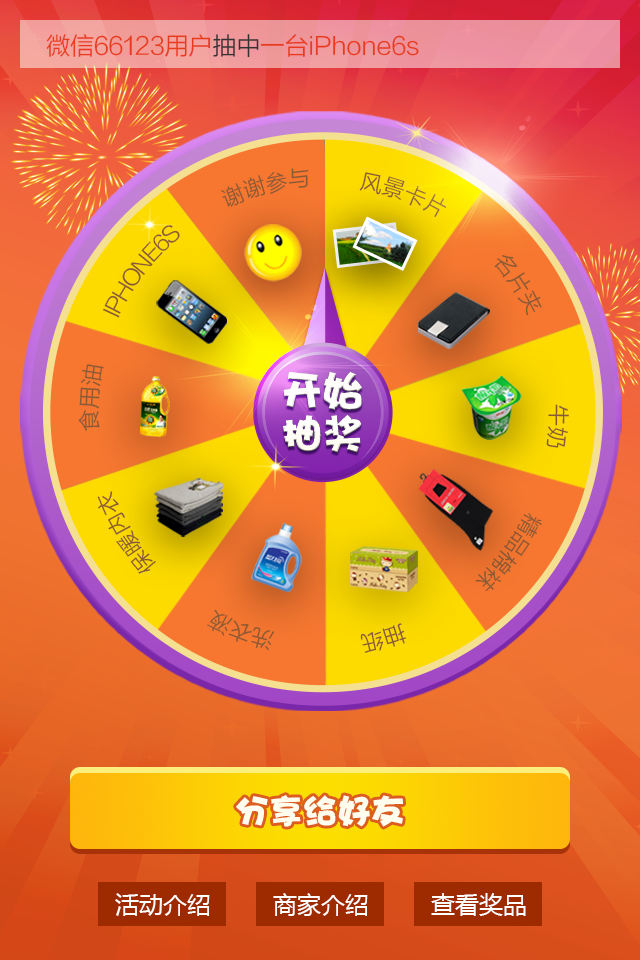 微信66123用户抽中一台iPhone6s
谢谢参与
风景卡片
名片夹
牛奶
精品棉袜
抽纸
洗衣液
保暖内衣
食用油
IPHONE6S
开始
抽奖
分享给好友
活动介绍
商家介绍
查看奖品